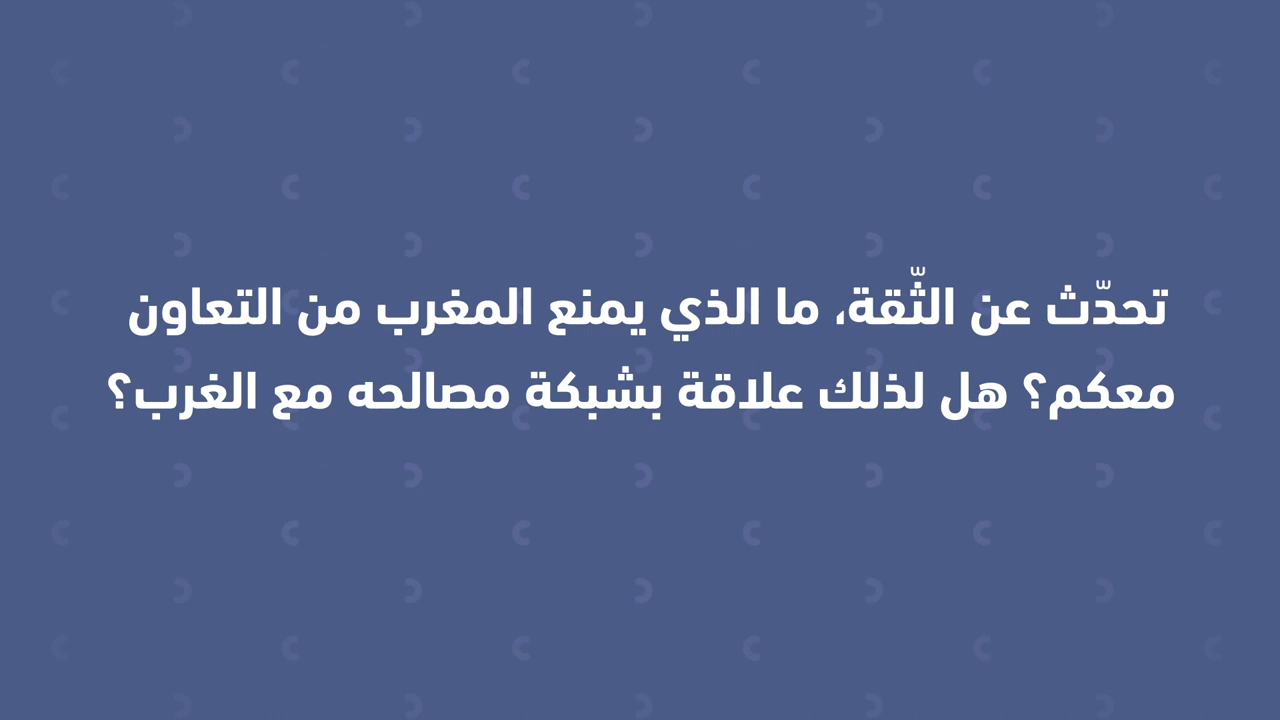 تحدّث عن الثّقة، ما الذي يمنع المغرب من التعاون
معكم؟ هل لذلك علاقة بشبكة مصالحه مع الغرب؟